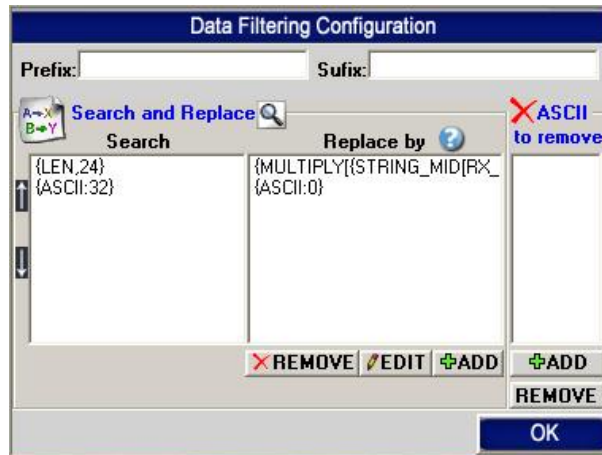 Data Filtering Configuration
Prefix: Sufix:
A→X
B→Y
Search and Replace
ASCII
to remove
Search Replace by
{LEN,24} {MULTIPLY[{STRING_MID[RX_
{ASCII:32} {ASCII:0}
REMOVE EDIT ADD ADD
REMOVE
OK